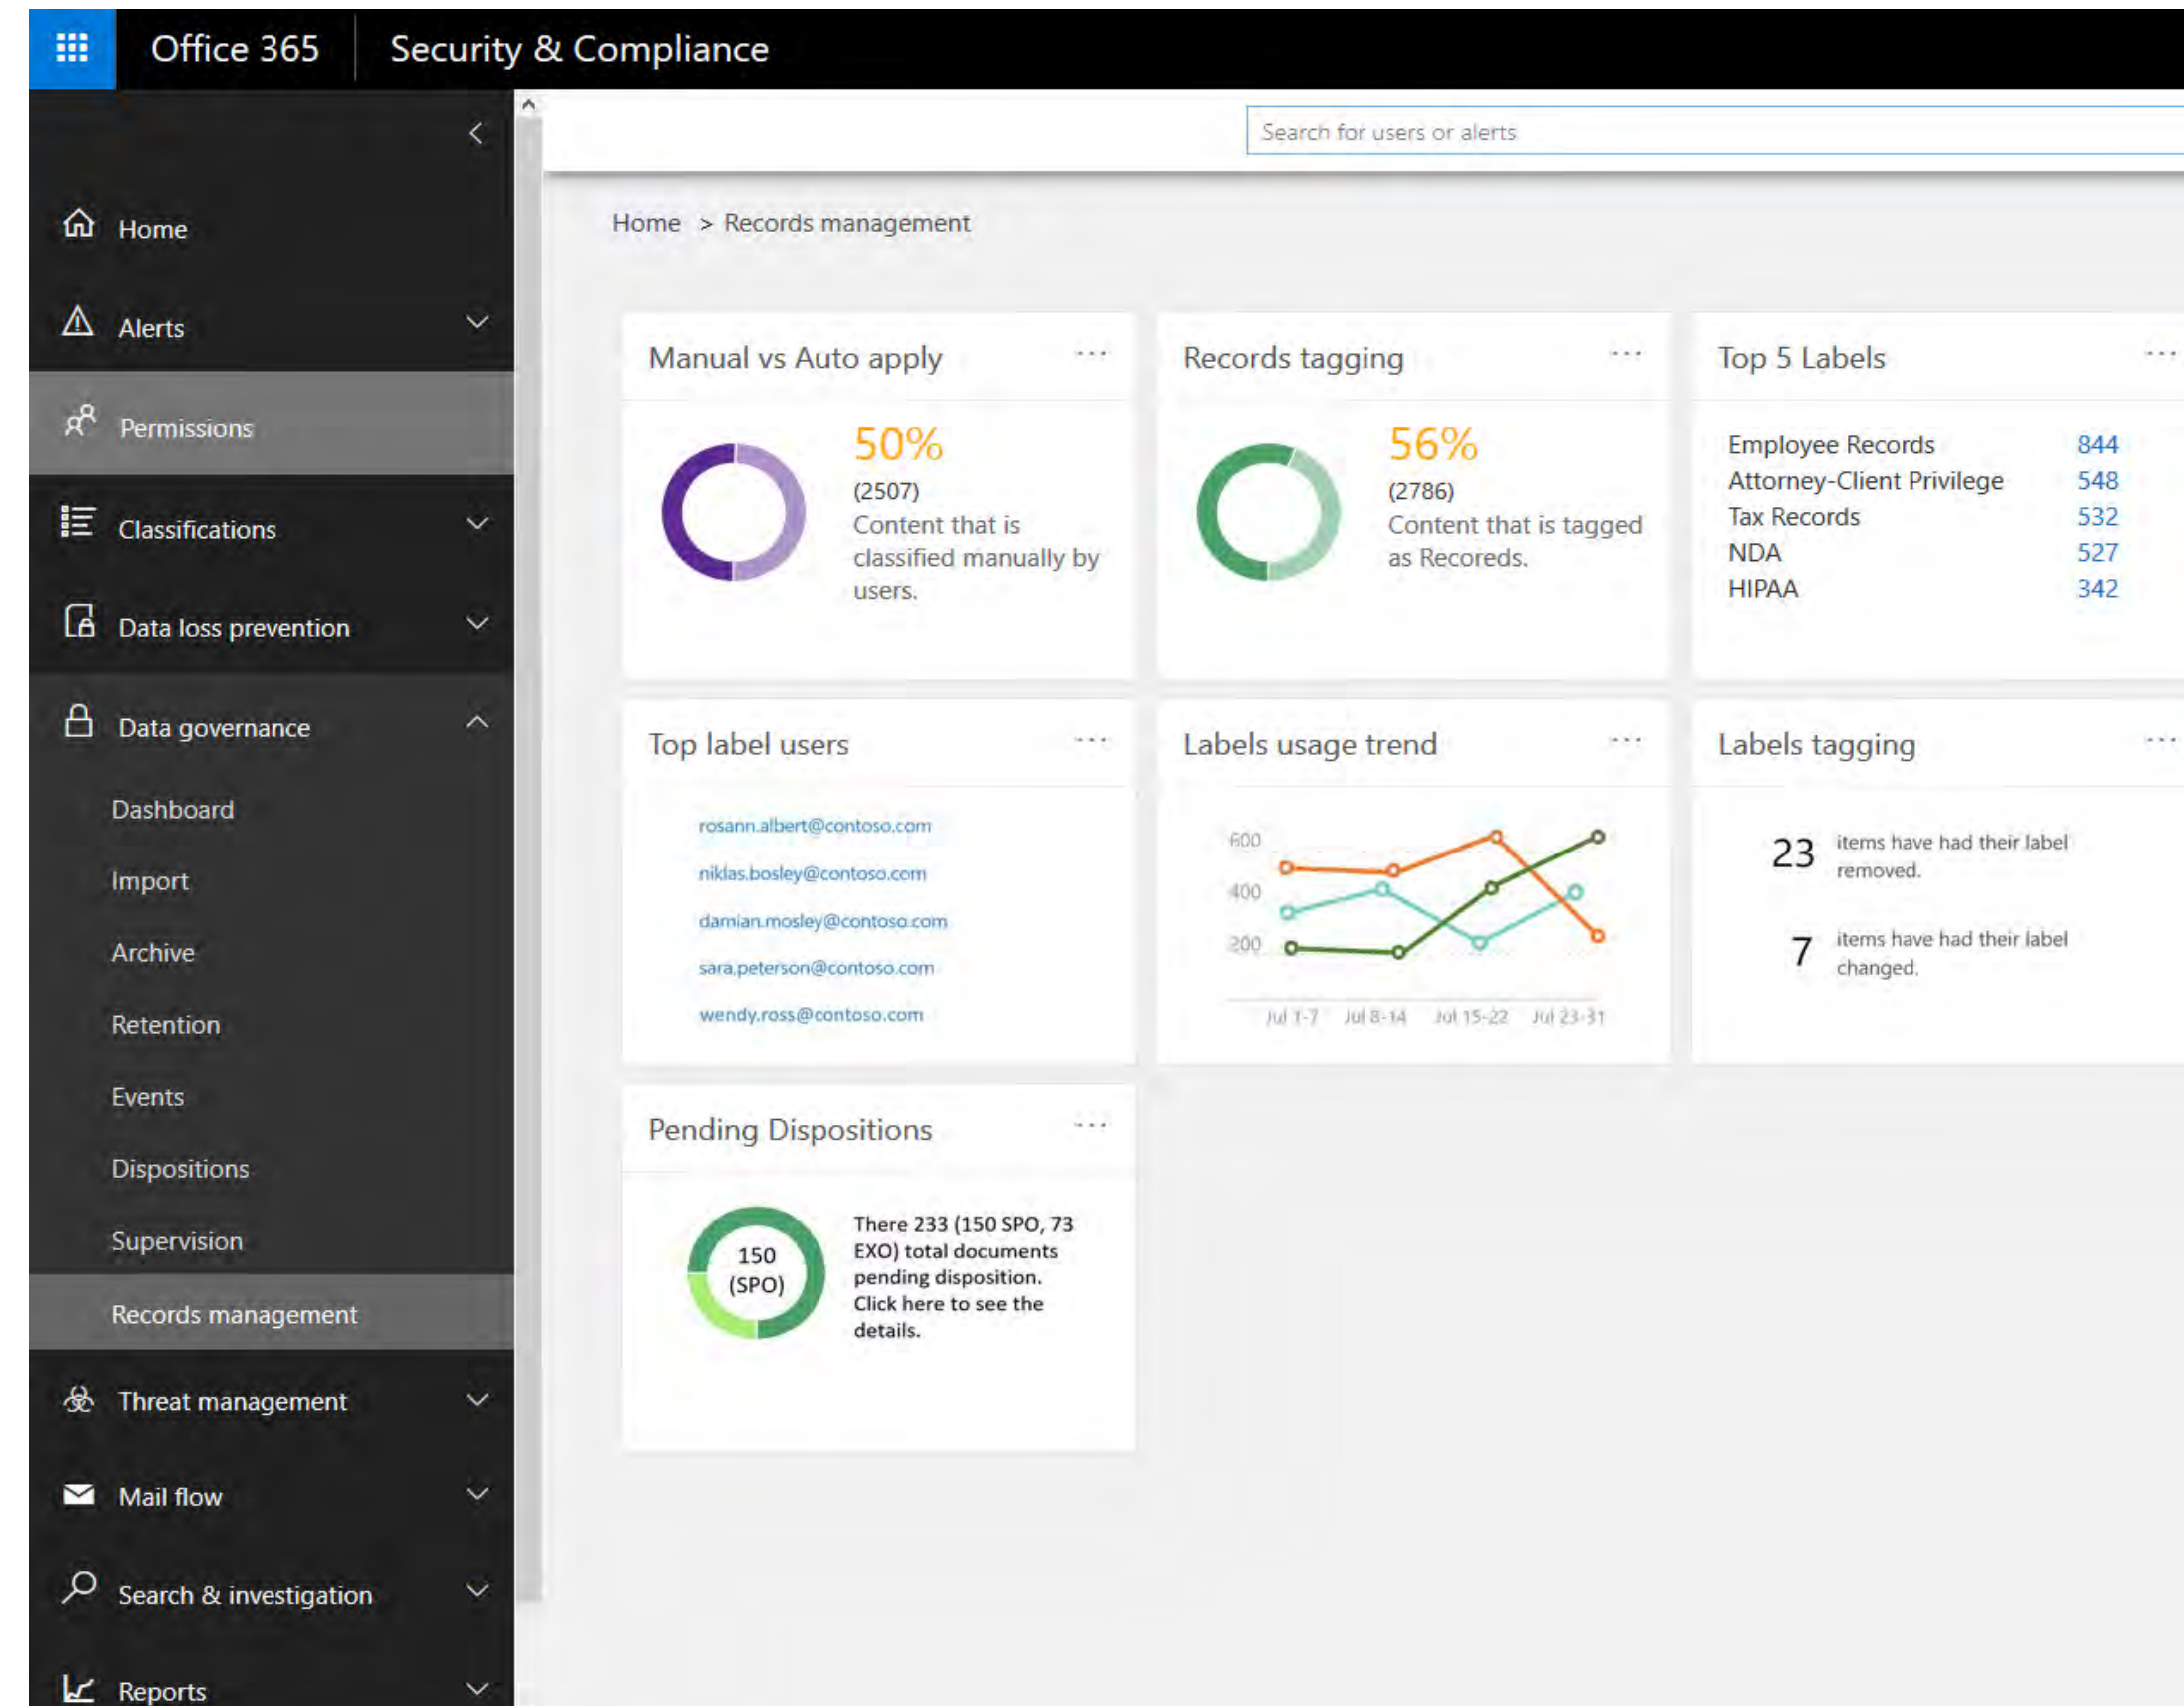 Office 365
Security & Compliance
Search for users or alerts
Home
Alerts
Permissions
Classifications
Data loss prevention
Data governance
Dashboard
Import
Archive
Retention
Events
Dispositions
Supervision
Records management
Threat management
Mail flow
Search & investigation
Reports
Home > Records management
Manual vs Auto apply
50%
(2507)
Content that is
classified manually by
users.
Records tagging
56%
(2786)
Content that is tagged
as Recoreds.
Top 5 Labels
Employee Records 844
Attorney-Client Privilege 548
Tax Records 532
NDA 527
HIPAA 342
Top label users
rosann.albert@contoso.com
niklas.bosley@contoso.com
damian.mosley@contoso.com
sara.peterson@contoso.com
wendy.ross@contoso.com
Labels usage trend
600
400
200
Jul 1-7 Jul 8-14 Jul 15-22 Jul 23-31
Labels tagging
23 items have had their label
removed.
7 items have had their label
changed.
Pending Dispositions
150
(SPO)
There 233 (150 SPO, 73
EXO) total documents
pending disposition.
Click here to see the
details.